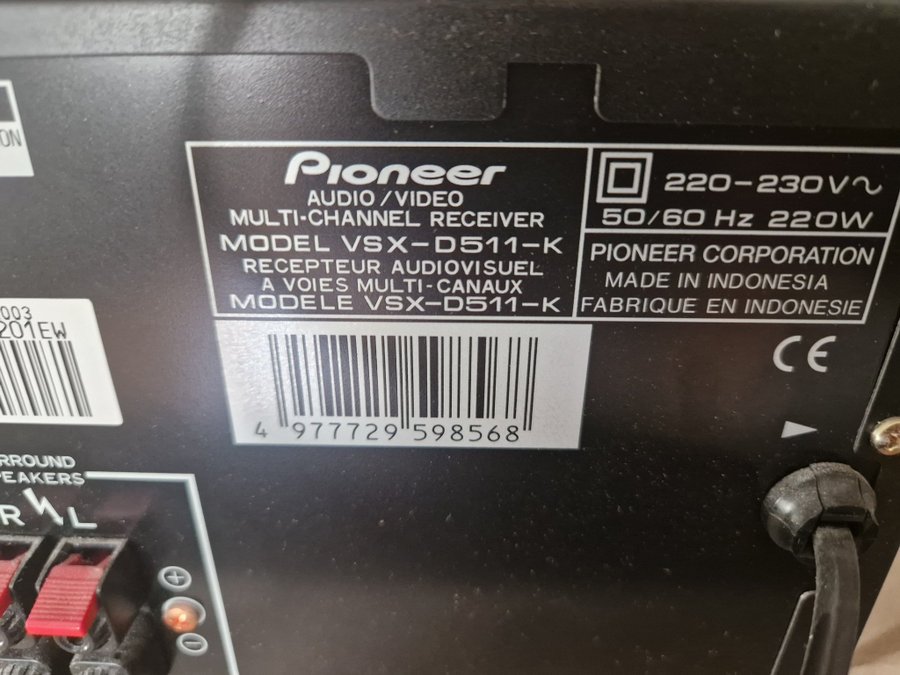 ON
Pioneer
AUDIO/VIDEO
MULTI-CHANNEL RECEIVER
MODEL VSX-D511-K
RECEPTEUR AUDIOVISUEL
A VOIES MULTI-CANAUX
MODELE VSX-D511-K
220-230V~
50/60 Hz 220W
PIONEER CORPORATION
MADE IN INDONESIA
FABRIQUE EN INDONESIE
CE
003
201EW
4 977729 598568
RROUND
PEAKERS
R L
+
−